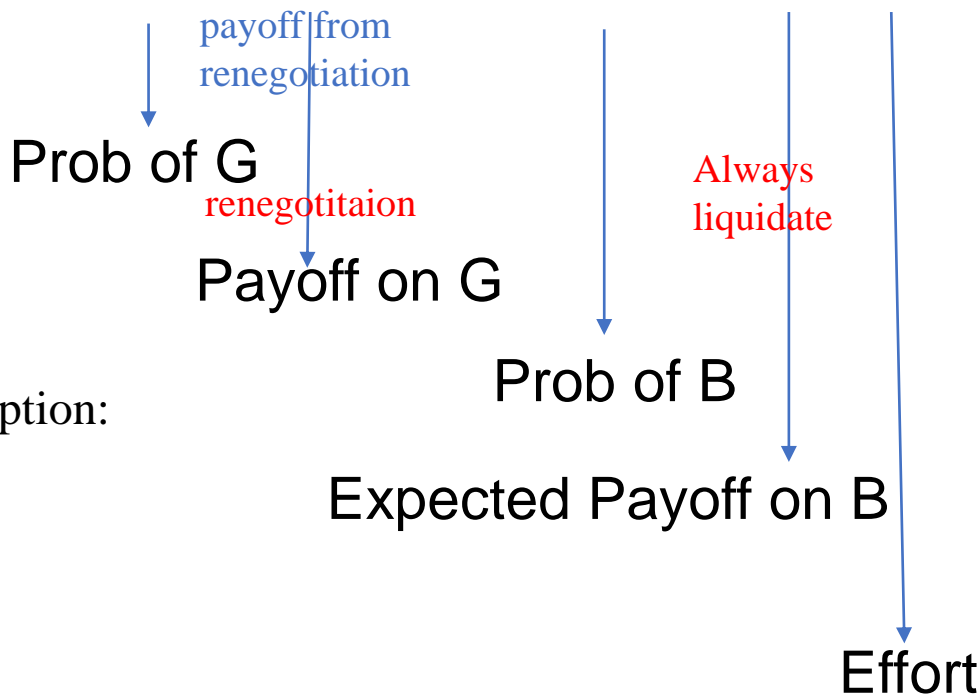 payoff from
renegotiation
Prob of G
renegotitaion
Always
liquidate
Payoff on G
Prob of B
ption:
Expected Payoff on B
Effort